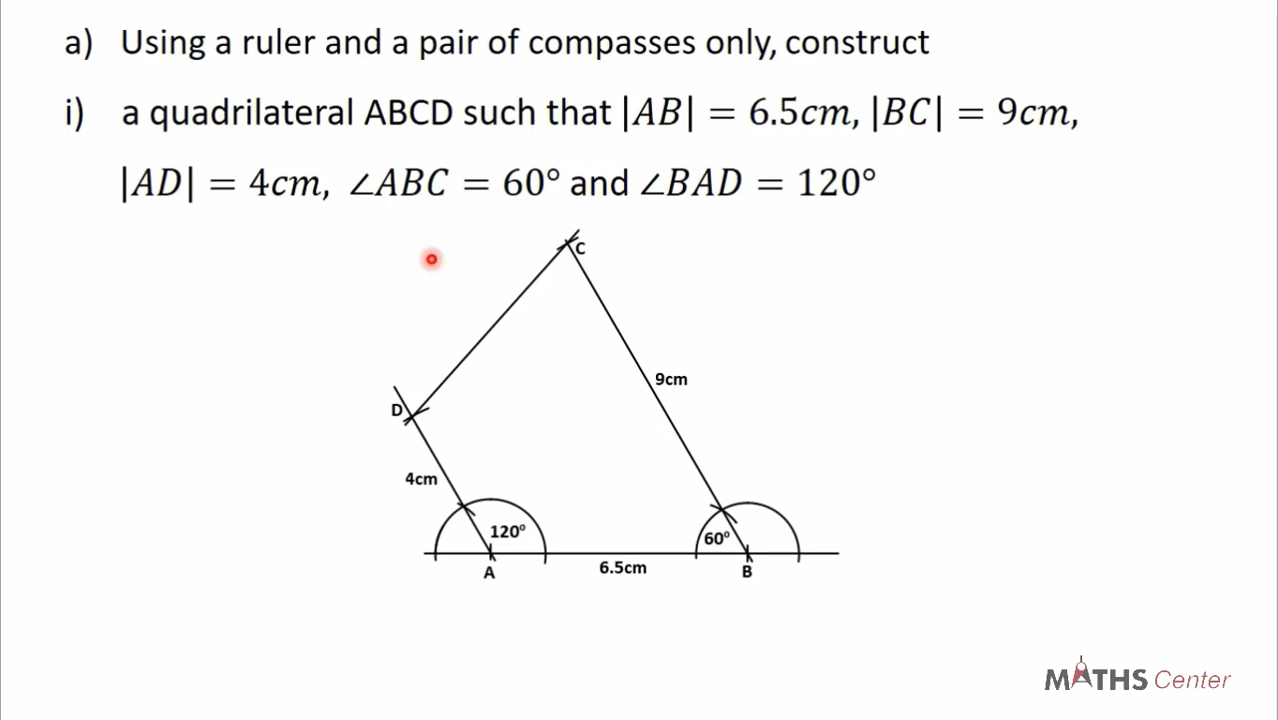 a) Using a ruler and a pair of compasses only, construct
i) a quadrilateral ABCD such that |AB| = 6.5cm, |BC| = 9cm,
|AD| = 4cm, ∠ABC = 60° and ∠BAD = 120°
C
9cm
D
4cm
120°
60°
A
6.5cm
B
MATHS Center